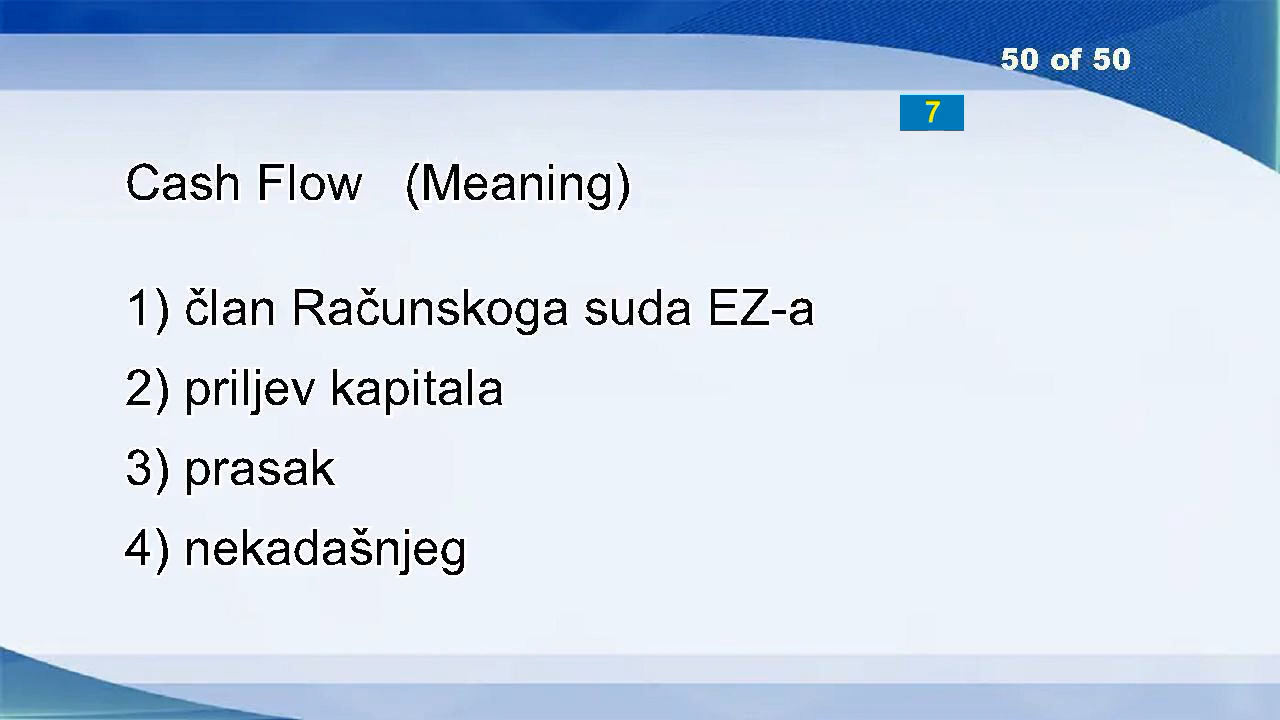 50 of 50
7
Cash Flow (Meaning)
1) član Računskoga suda EZ-a
2) priljev kapitala
3) prasak
4) nekadašnjeg